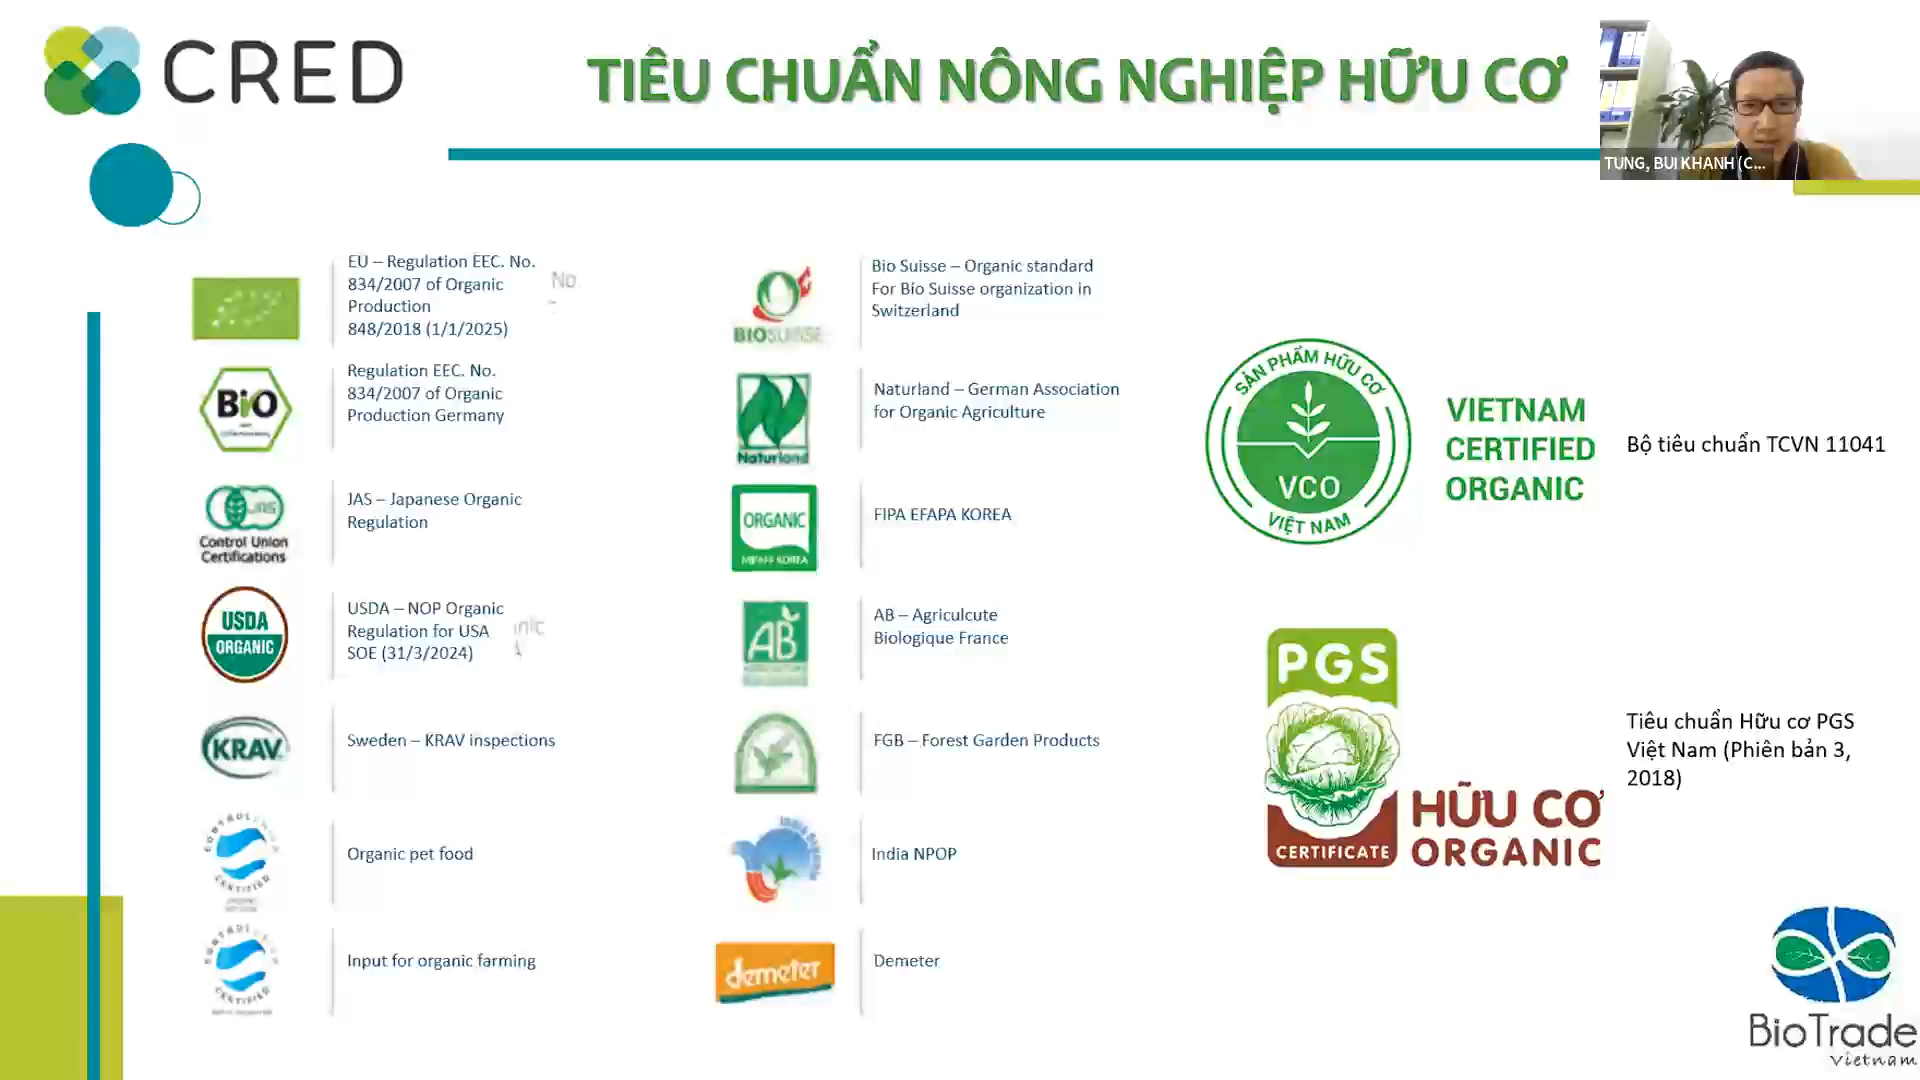 CRED
TIÊU CHUẨN NÔNG NGHIỆP HỮU CƠ
TUNG, BUI KHANH (C...
EU – Regulation EEC. No.
834/2007 of Organic
Production
848/2018 (1/1/2025)
No
BiO
Regulation EEC. No.
834/2007 of Organic
Production Germany
JAS
Control Union
Certifications
JAS – Japanese Organic
Regulation
USDA
ORGANIC
USDA – NOP Organic
Regulation for USA
SOE (31/3/2024)
KRAV
Sweden – KRAV inspections
CERTIFIED
Organic pet food
CERTIFIED
Input for organic farming
BIOSUISSE
Bio Suisse – Organic standard
For Bio Suisse organization in
Switzerland
Naturland
Naturland – German Association
for Organic Agriculture
ORGANIC
FIPA EFAPA KOREA
AB
AB – Agriculcute
Biologique France
FGB – Forest Garden Products
India NPOP
demeter
Demeter
SẢN PHẨM HỮU CƠ
VCO
VIỆT NAM
VIETNAM
CERTIFIED
ORGANIC
Bộ tiêu chuẩn TCVN 11041
PGS
CERTIFICATE
HỮU CƠ
ORGANIC
Tiêu chuẩn Hữu cơ PGS
Việt Nam (Phiên bản 3,
2018)
BioTrade
Vietnam